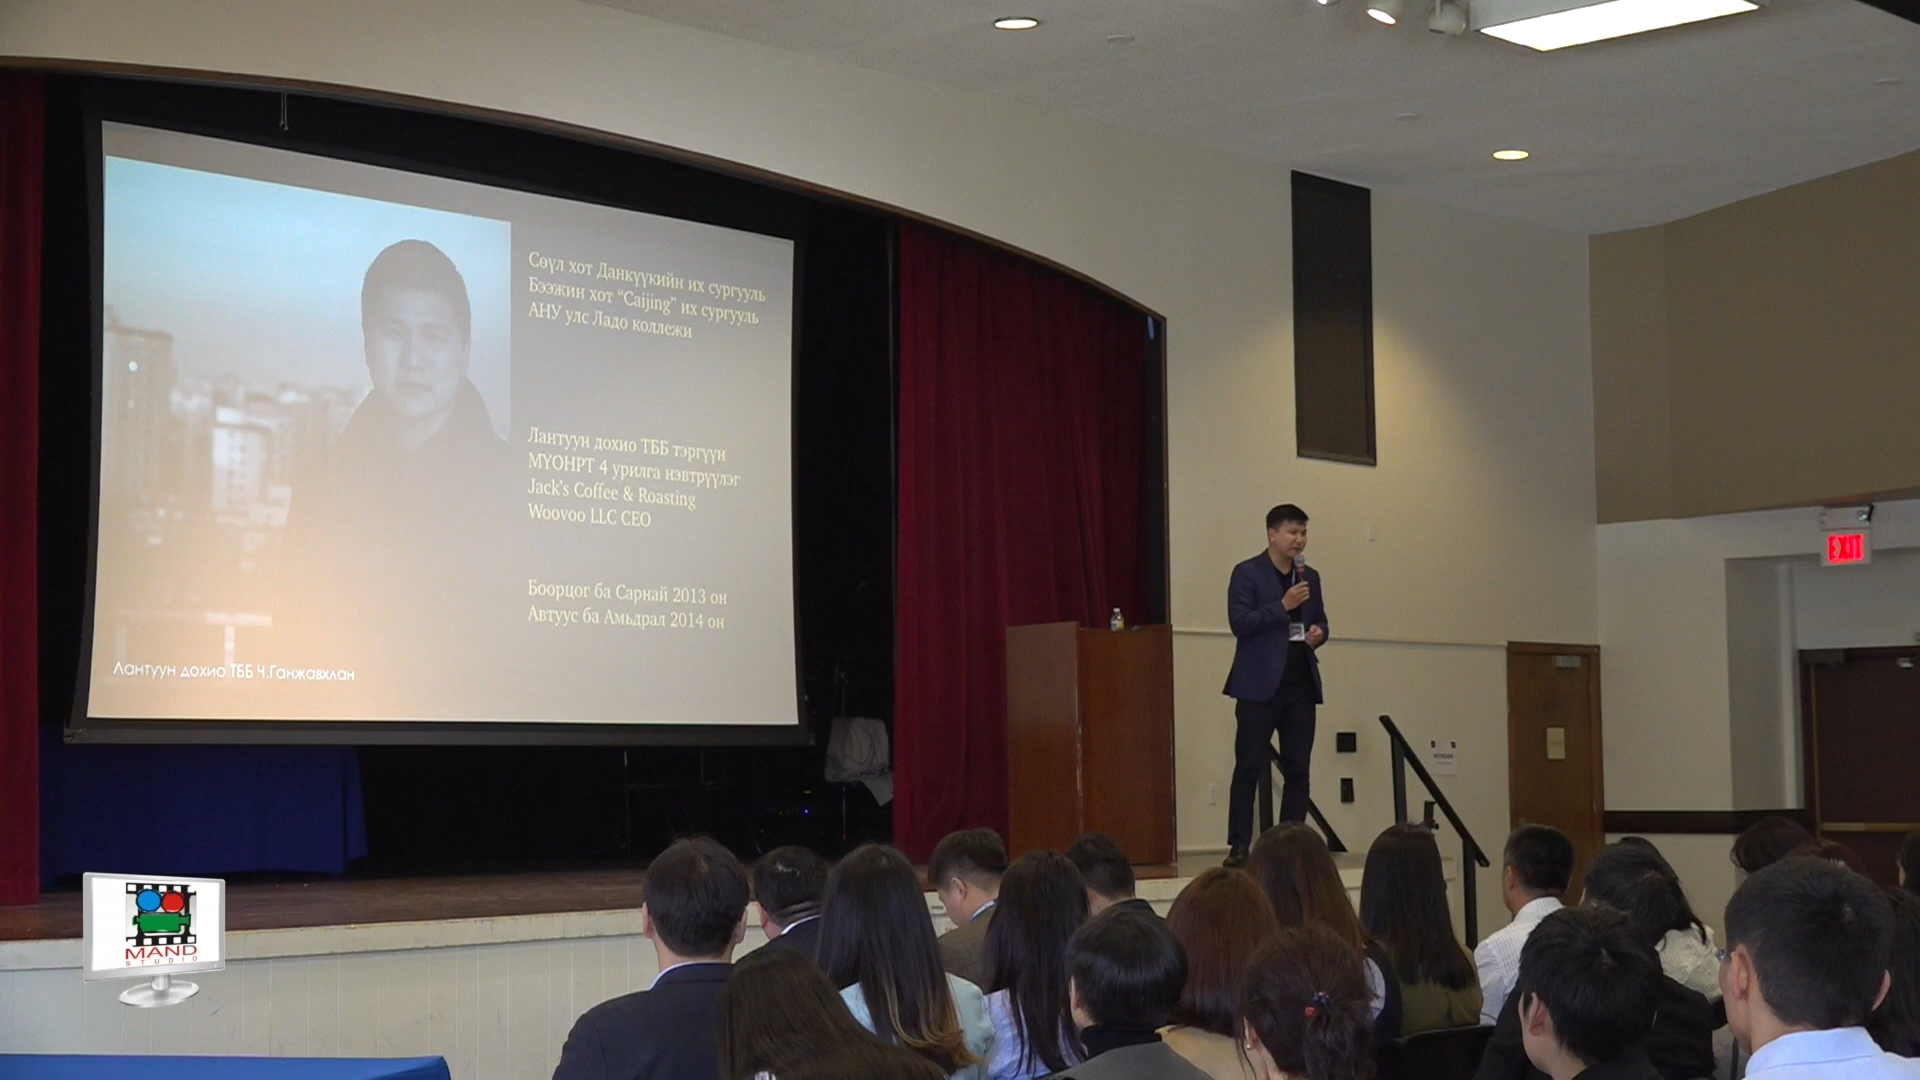 Сөүл хот Данкүүкийн их сургууль
Бээжин хот “Caijing” их сургууль
АНУ улс Ладо коллежи
Лантуун дохио ТББ тэргүүн
МҮОНРТ 4 урилга нэвтрүүлэг
Jack's Coffee & Roasting
Woovoo LLC CEO
Боорцог ба Сарнай 2013 он
Автуус ба Амьдрал 2014 он
Лантуун дохио ТББ Ч.Ганжавхлан
EXIT
MAND
STUDIO